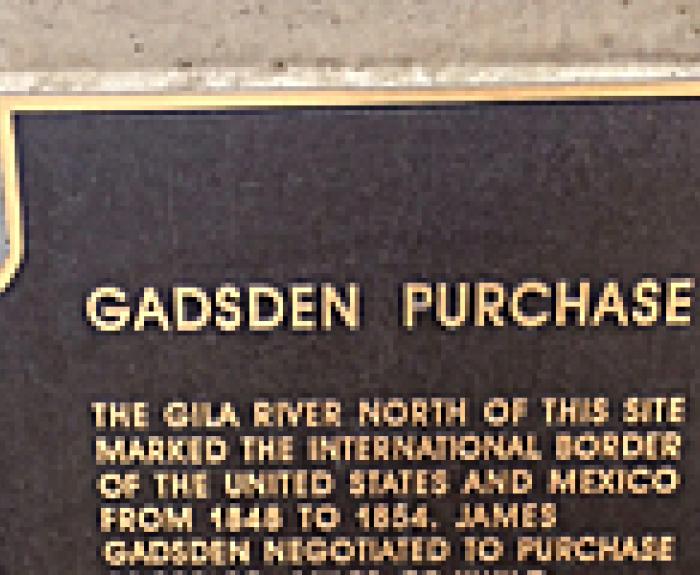 GADSDEN PURCHASE
THE GILA RIVER NORTH OF THIS SITE
MARKED THE INTERNATIONAL BORDER
OF THE UNITED STATES AND MEXICO
FROM 1848 TO 1854. JAMES
GADSDEN NEGOTIATED TO PURCHASE